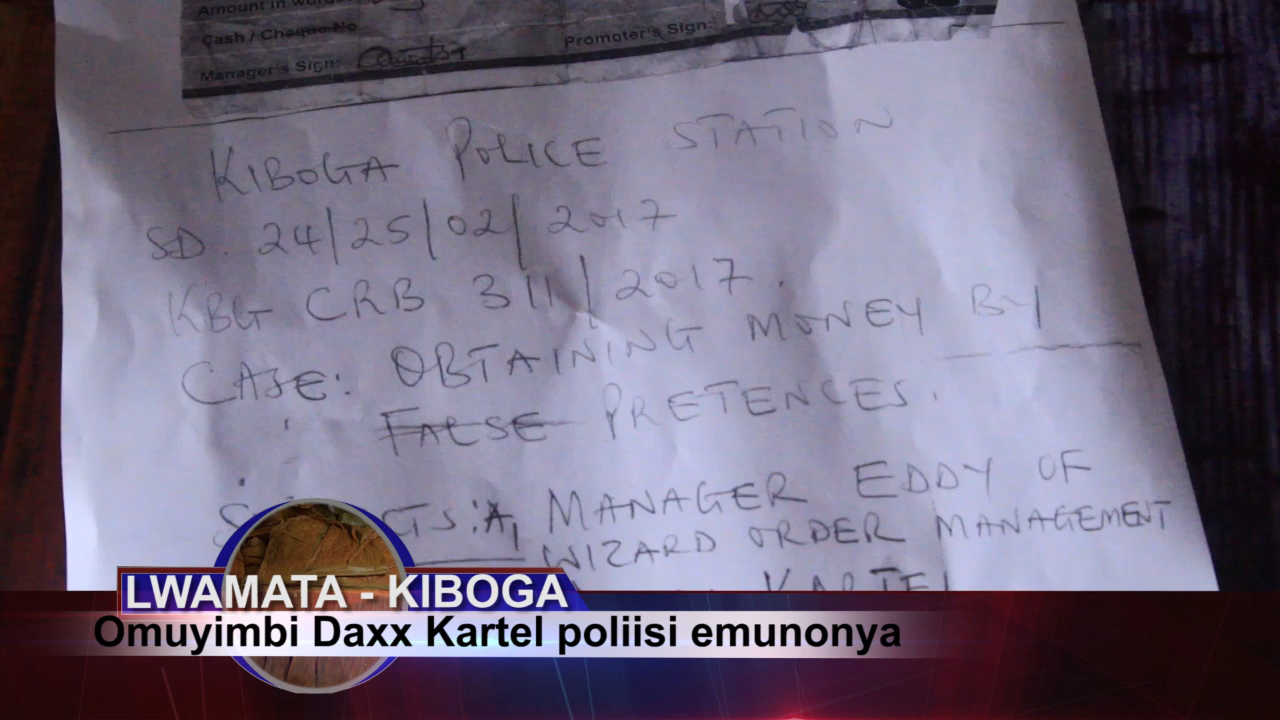 Amount in words
Cash / Cheque No
Promoter's Sign:
Manager's Sign:
KIBOGA POLICE STATION
SD. 24/25/02/2017
KBG CRB 311/2017.
CASE: OBTAINING MONEY BY
FALSE PRETENCES.
A, MANAGER EDDY OF
WIZARD ORDER MANAGEMENT
KARTEL
LWAMATA - KIBOGA
Omuyimbi Daxx Kartel poliisi emunonya